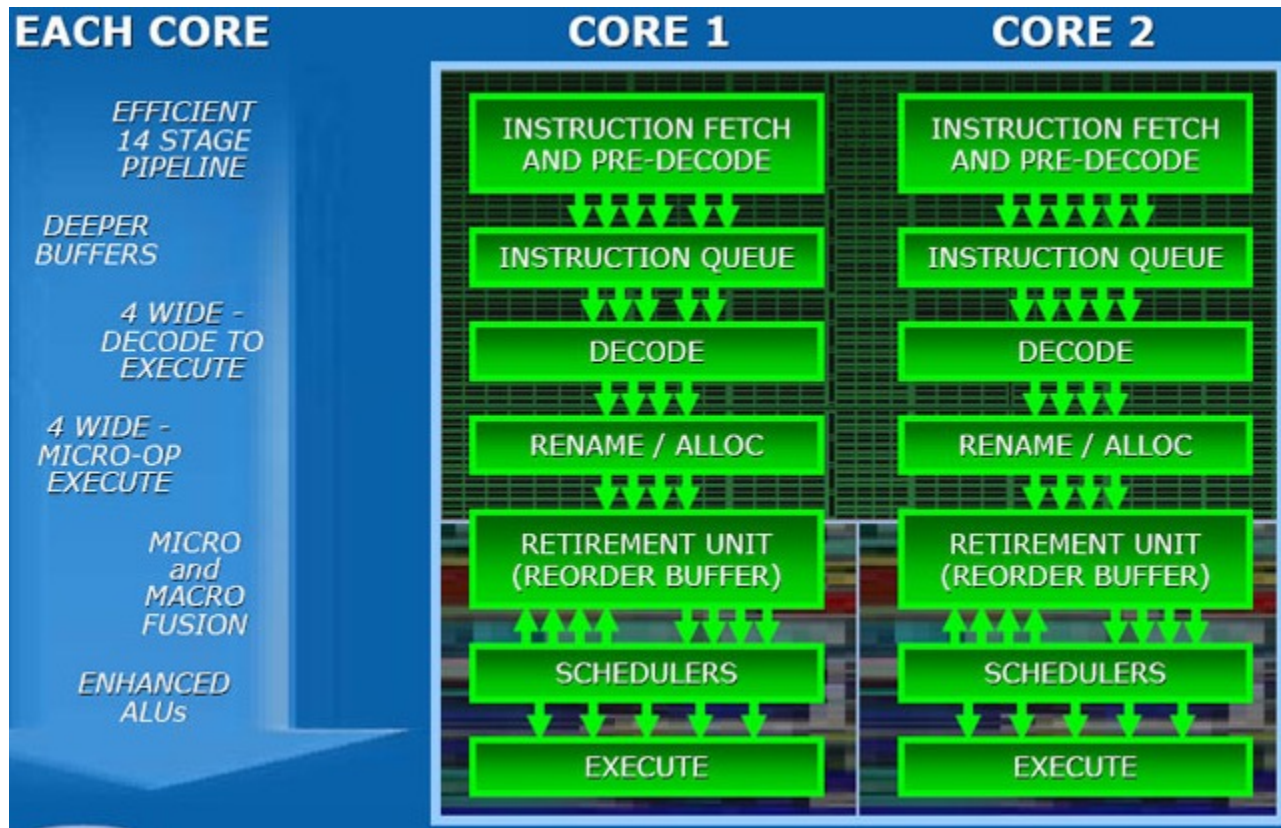 EACH CORE
EFFICIENT
14 STAGE
PIPELINE
DEEPER
BUFFERS
4 WIDE -
DECODE TO
EXECUTE
4 WIDE -
MICRO-OP
EXECUTE
MICRO
and
MACRO
FUSION
ENHANCED
ALUs
CORE 1
INSTRUCTION FETCH
AND PRE-DECODE
INSTRUCTION QUEUE
DECODE
RENAME / ALLOC
RETIREMENT UNIT
(REORDER BUFFER)
SCHEDULERS
EXECUTE
CORE 2
INSTRUCTION FETCH
AND PRE-DECODE
INSTRUCTION QUEUE
DECODE
RENAME / ALLOC
RETIREMENT UNIT
(REORDER BUFFER)
SCHEDULERS
EXECUTE